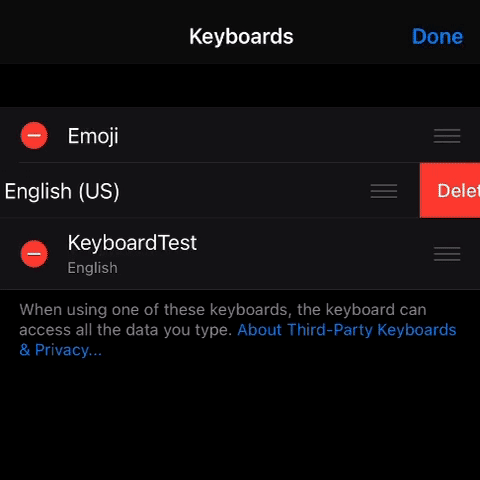 Keyboards
Done
Emoji
English (US)
Delet
KeyboardTest
English
When using one of these keyboards, the keyboard can
access all the data you type. About Third-Party Keyboards
& Privacy...